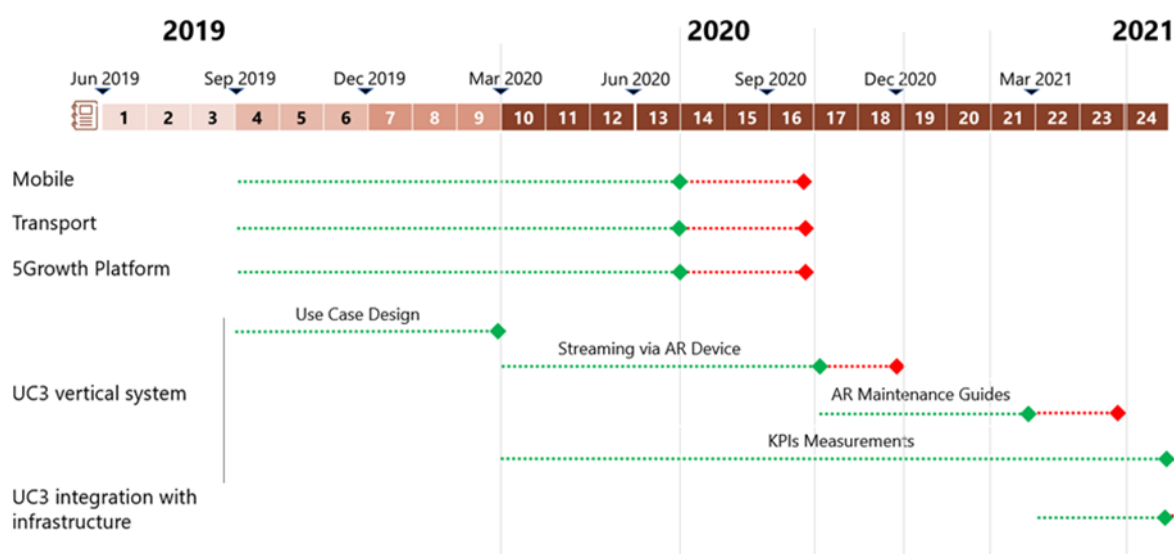 2019 2020 2021
Jun 2019 Sep 2019 Dec 2019 Mar 2020 Jun 2020 Sep 2020 Dec 2020 Mar 2021
1 2 3 4 5 6 7 8 9 10 11 12 13 14 15 16 17 18 19 20 21 22 23 24
Mobile
Transport
5Growth Platform
Use Case Design
Streaming via AR Device
UC3 vertical system
AR Maintenance Guides
KPIs Measurements
UC3 integration with
infrastructure